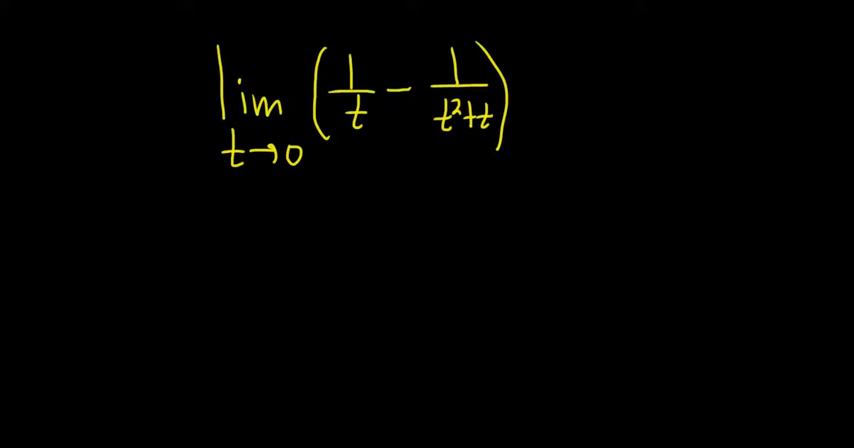 lim t→0 (1/t - 1/(t²+t))